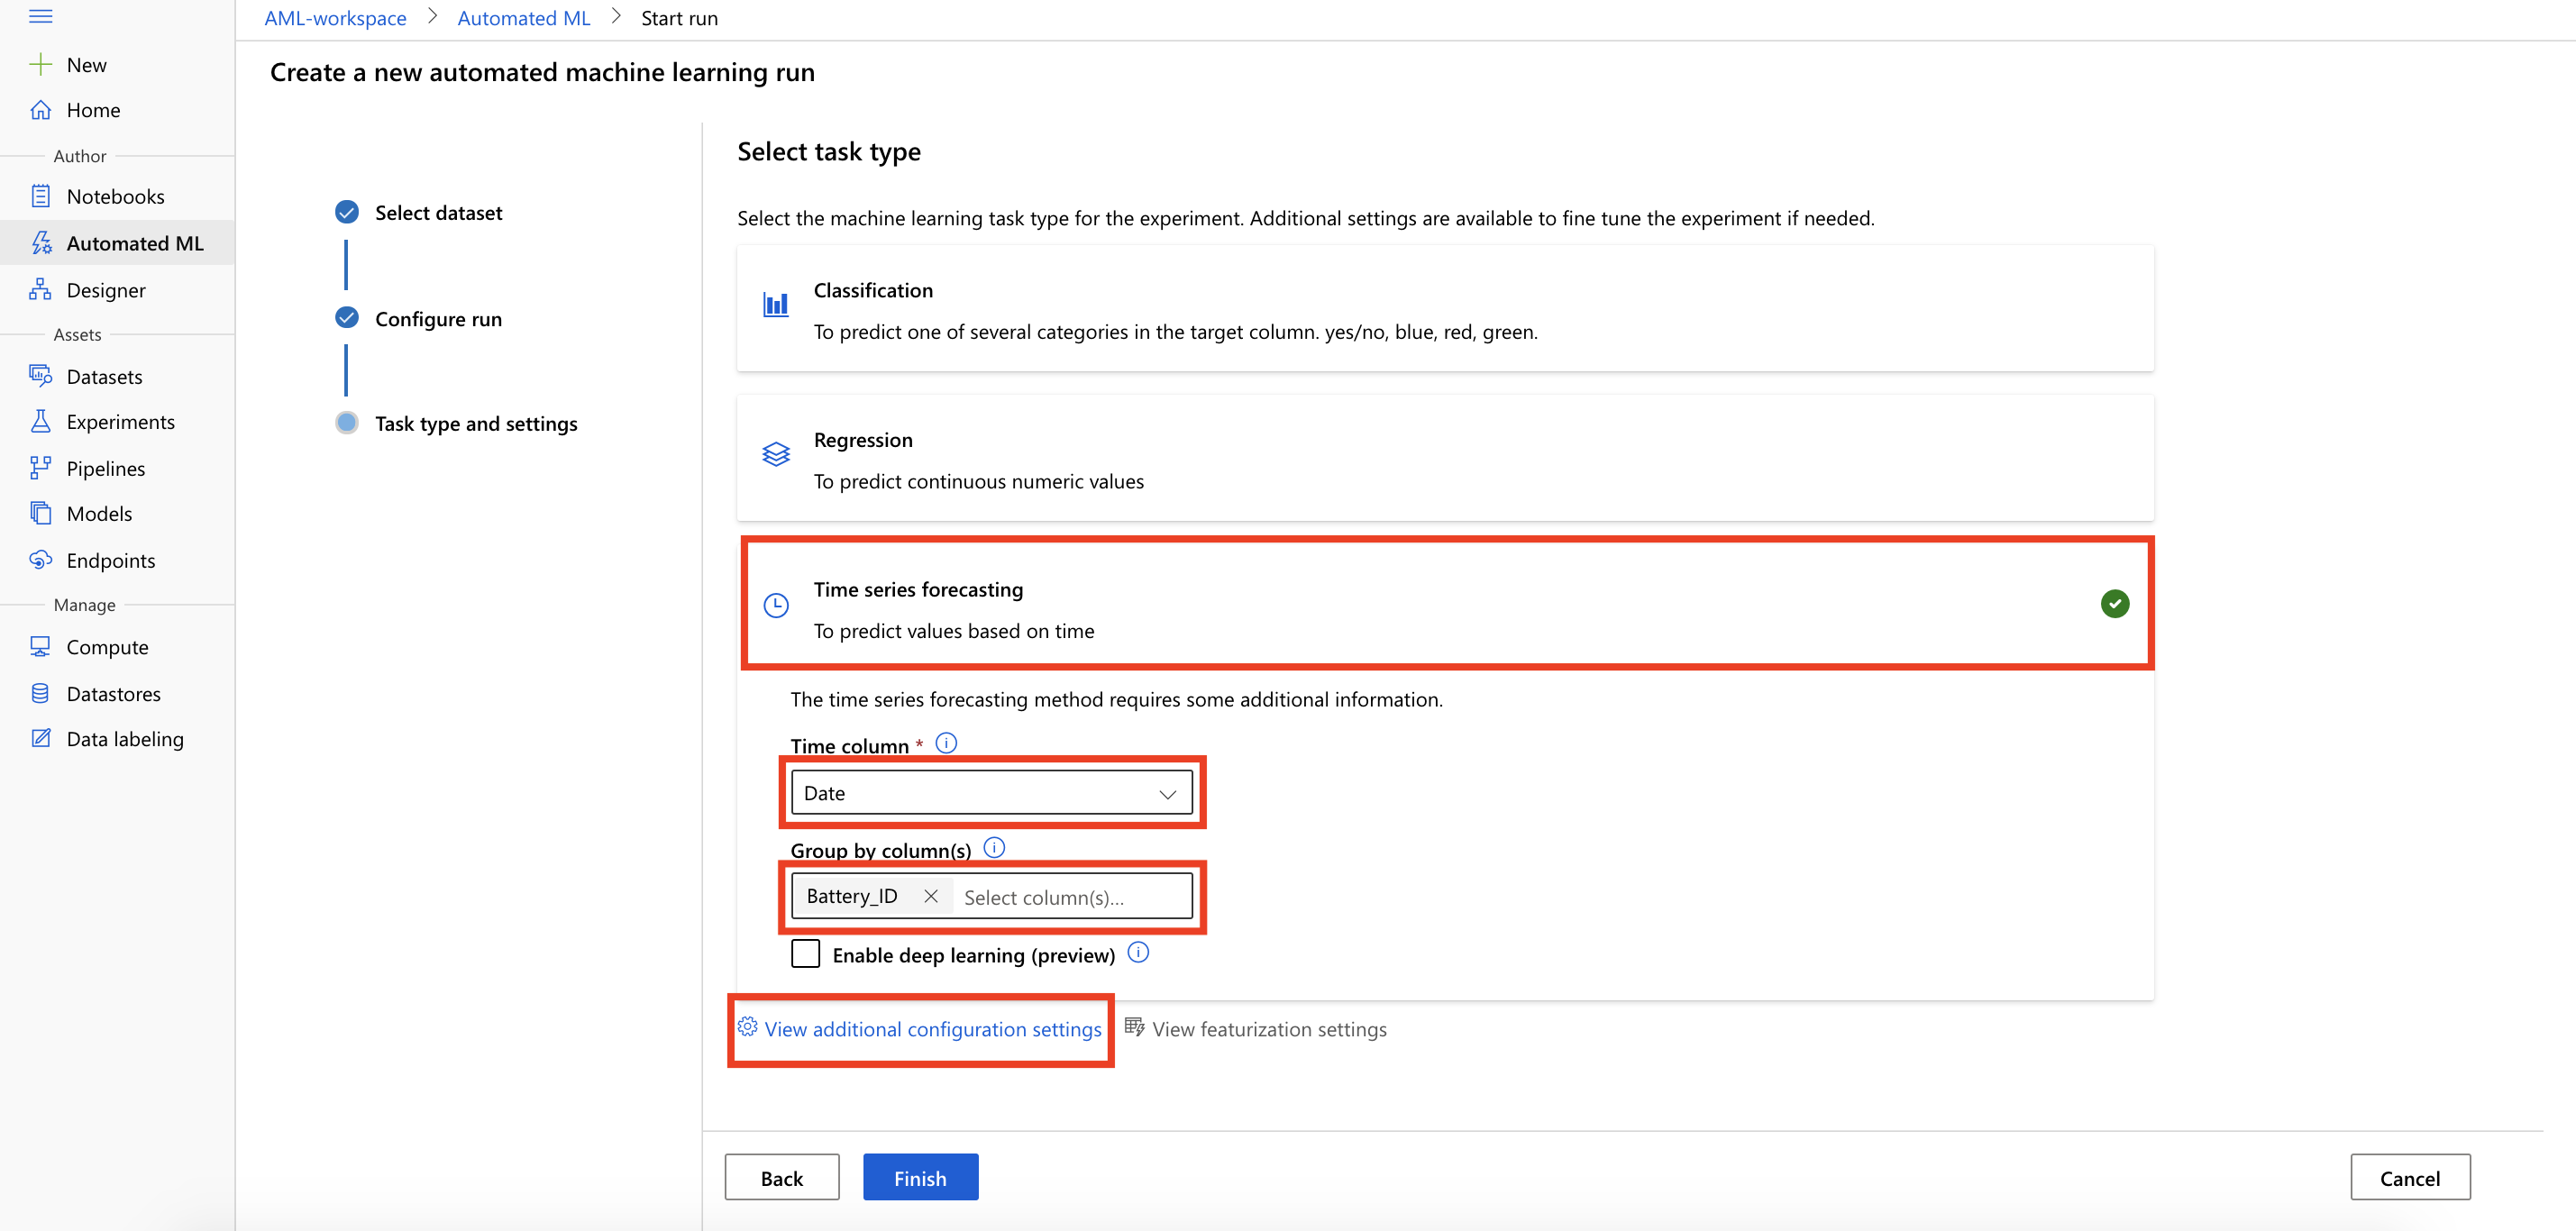 AML-workspace > Automated ML > Start run
New
Home
Author
Notebooks
Automated ML
Designer
Assets
Datasets
Experiments
Pipelines
Models
Endpoints
Manage
Compute
Datastores
Data labeling
Create a new automated machine learning run
Select dataset
Configure run
Task type and settings
Select task type
Select the machine learning task type for the experiment. Additional settings are available to fine tune the experiment if needed.
Classification
To predict one of several categories in the target column. yes/no, blue, red, green.
Regression
To predict continuous numeric values
Time series forecasting
To predict values based on time
The time series forecasting method requires some additional information.
Time column *
Date
Group by column(s)
Battery_ID Select column(s)...
Enable deep learning (preview)
View additional configuration settings View featurization settings
Back Finish Cancel